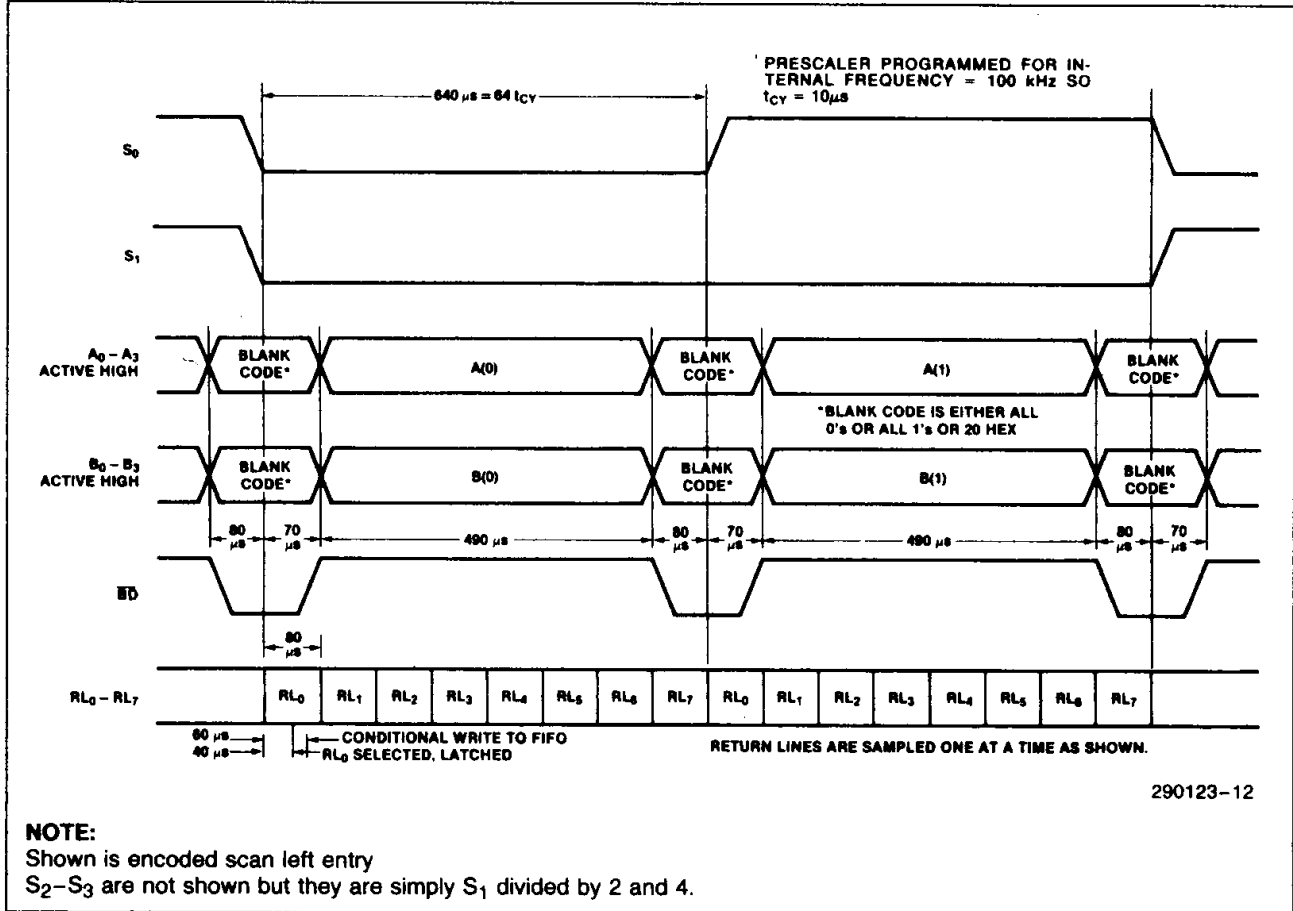 PRESCALER PROGRAMMED FOR IN-
TERNAL FREQUENCY = 100 kHz SO
tCY = 10µs
640 µs = 64 tCY
S0
S1
A0 – A3
ACTIVE HIGH
BLANK
CODE*
A(0)
BLANK
CODE*
A(1)
BLANK
CODE*
*BLANK CODE IS EITHER ALL
0's OR ALL 1's OR 20 HEX
B0 – B3
ACTIVE HIGH
BLANK
CODE*
B(0)
BLANK
CODE*
B(1)
BLANK
CODE*
80 µs
70 µs
490 µs
80 µs
70 µs
490 µs
80 µs
70 µs
B̅D̅
80 µs
RL0 – RL7
RL0 RL1 RL2 RL3 RL4 RL5 RL6 RL7 RL0 RL1 RL2 RL3 RL4 RL5 RL6 RL7
60 µs
CONDITIONAL WRITE TO FIFO
40 µs
RL0 SELECTED, LATCHED
RETURN LINES ARE SAMPLED ONE AT A TIME AS SHOWN.
290123–12
NOTE:
Shown is encoded scan left entry
S2–S3 are not shown but they are simply S1 divided by 2 and 4.